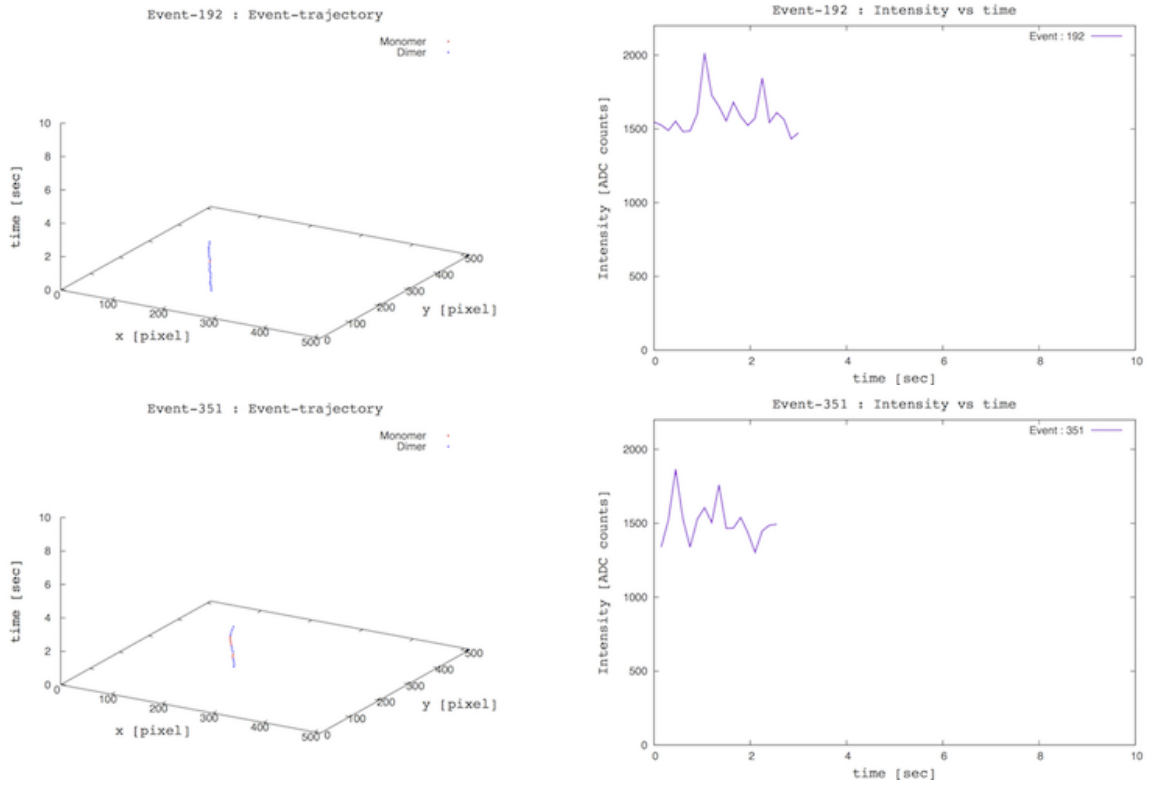 Event-192 : Event-trajectory
Monomer
Dimer
10
8
6
4
2
0
time [sec]
0
100
200
300
400
500
x [pixel]
0
100
200
300
400
500
y [pixel]
Event-192 : Intensity vs time
Event : 192
2000
1500
1000
500
0
Intensity [ADC counts]
0 2 4 6 8 10
time [sec]
Event-351 : Event-trajectory
Monomer
Dimer
10
8
6
4
2
0
time [sec]
0
100
200
300
400
500
x [pixel]
0
100
200
300
400
500
y [pixel]
Event-351 : Intensity vs time
Event : 351
2000
1500
1000
500
0
Intensity [ADC counts]
0 2 4 6 8 10
time [sec]